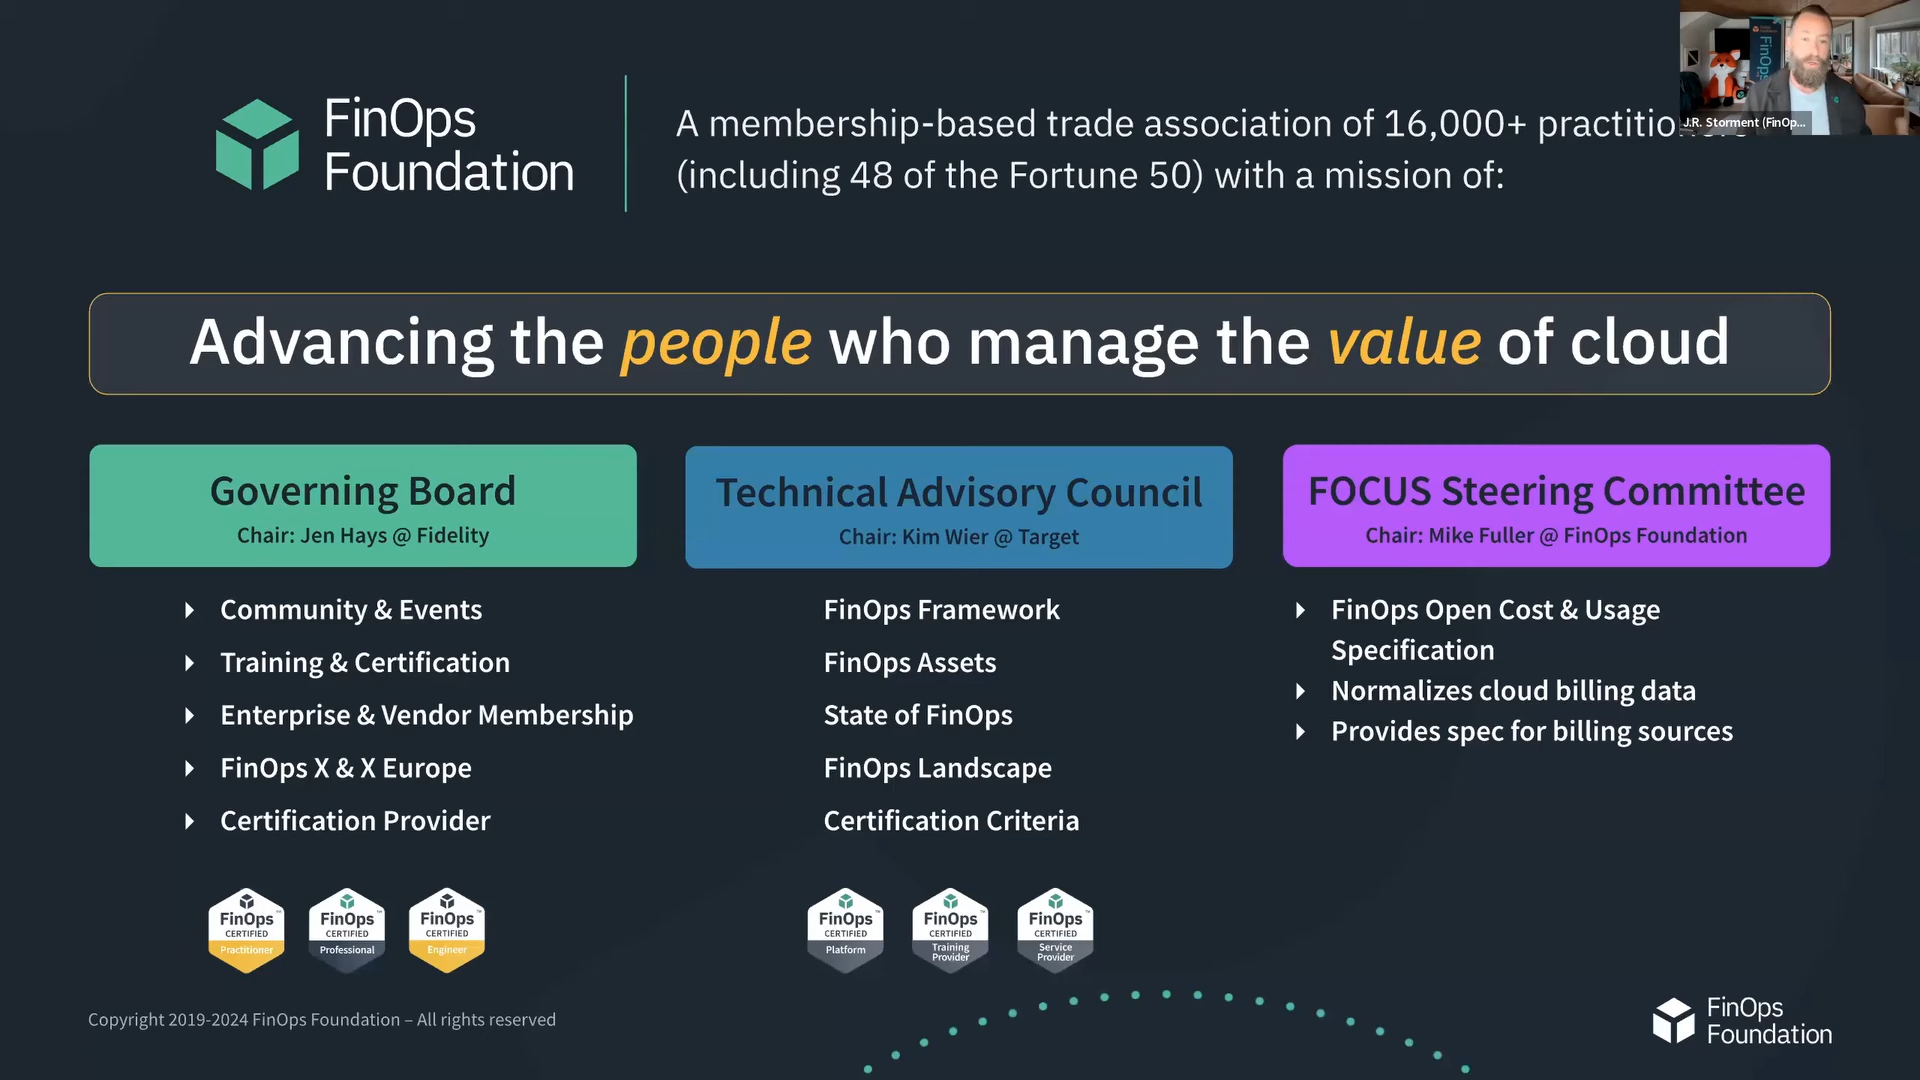 FinOps
Foundation
A membership-based trade association of 16,000+
(including 48 of the Fortune 50) with a mission of:
FinOps
J.R. Storment (FinOp...
Advancing the people who manage the value of cloud
Governing Board
Chair: Jen Hays @ Fidelity
Community & Events
Training & Certification
Enterprise & Vendor Membership
FinOps X & X Europe
Certification Provider
FinOps
CERTIFIED
Practitioner
FinOps
CERTIFIED
Professional
FinOps
CERTIFIED
Engineer
Technical Advisory Council
Chair: Kim Wier @ Target
FinOps Framework
FinOps Assets
State of FinOps
FinOps Landscape
Certification Criteria
FinOps
CERTIFIED
Platform
FinOps
CERTIFIED
Training
Provider
FinOps
CERTIFIED
Service
Provider
FOCUS Steering Committee
Chair: Mike Fuller @ FinOps Foundation
FinOps Open Cost & Usage
Specification
Normalizes cloud billing data
Provides spec for billing sources
Copyright 2019-2024 FinOps Foundation – All rights reserved
FinOps
Foundation